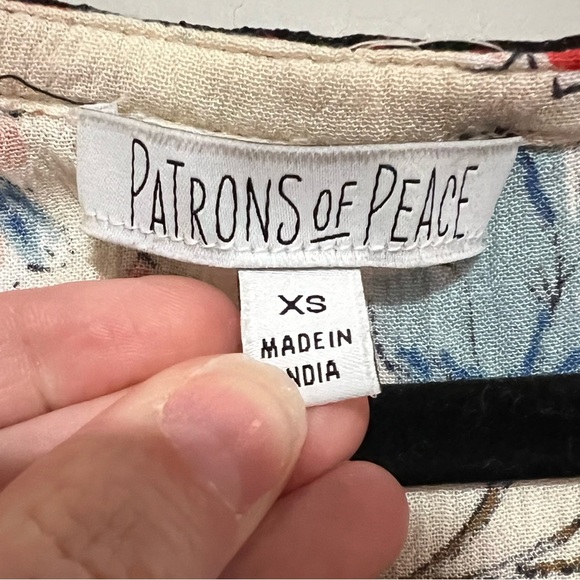 PATRONS OF PEACE
XS
MADE IN
INDIA